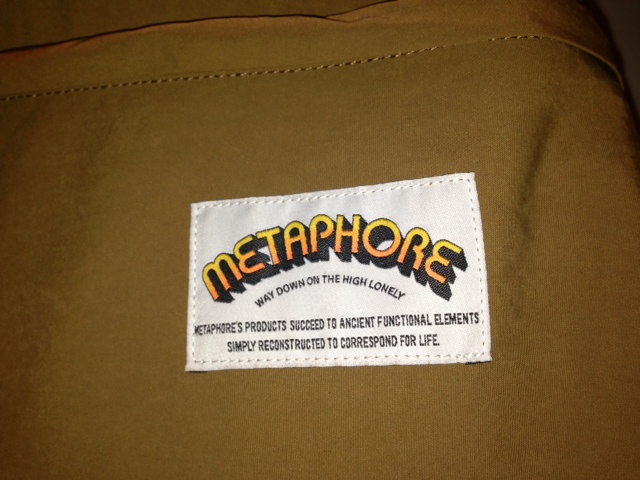 METAPHORE
WAY DOWN ON THE HIGH LONELY
METAPHORE'S PRODUCTS SUCCEED TO ANCIENT FUNCTIONAL ELEMENTS
SIMPLY RECONSTRUCTED TO CORRESPOND FOR LIFE.